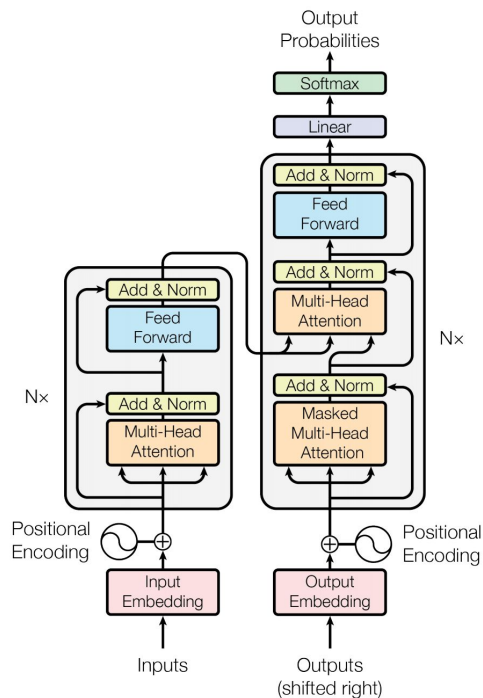 Output
Probabilities
Softmax
Linear
Add & Norm
Feed
Forward
Add & Norm
Multi-Head
Attention
Add & Norm
Masked
Multi-Head
Attention
N×
Add & Norm
Feed
Forward
Add & Norm
Multi-Head
Attention
N×
Positional
Encoding
Positional
Encoding
Input
Embedding
Output
Embedding
Inputs
Outputs
(shifted right)